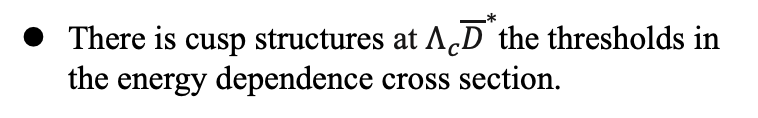 ● There is cusp structures at Λ_c D̅* the thresholds in
the energy dependence cross section.